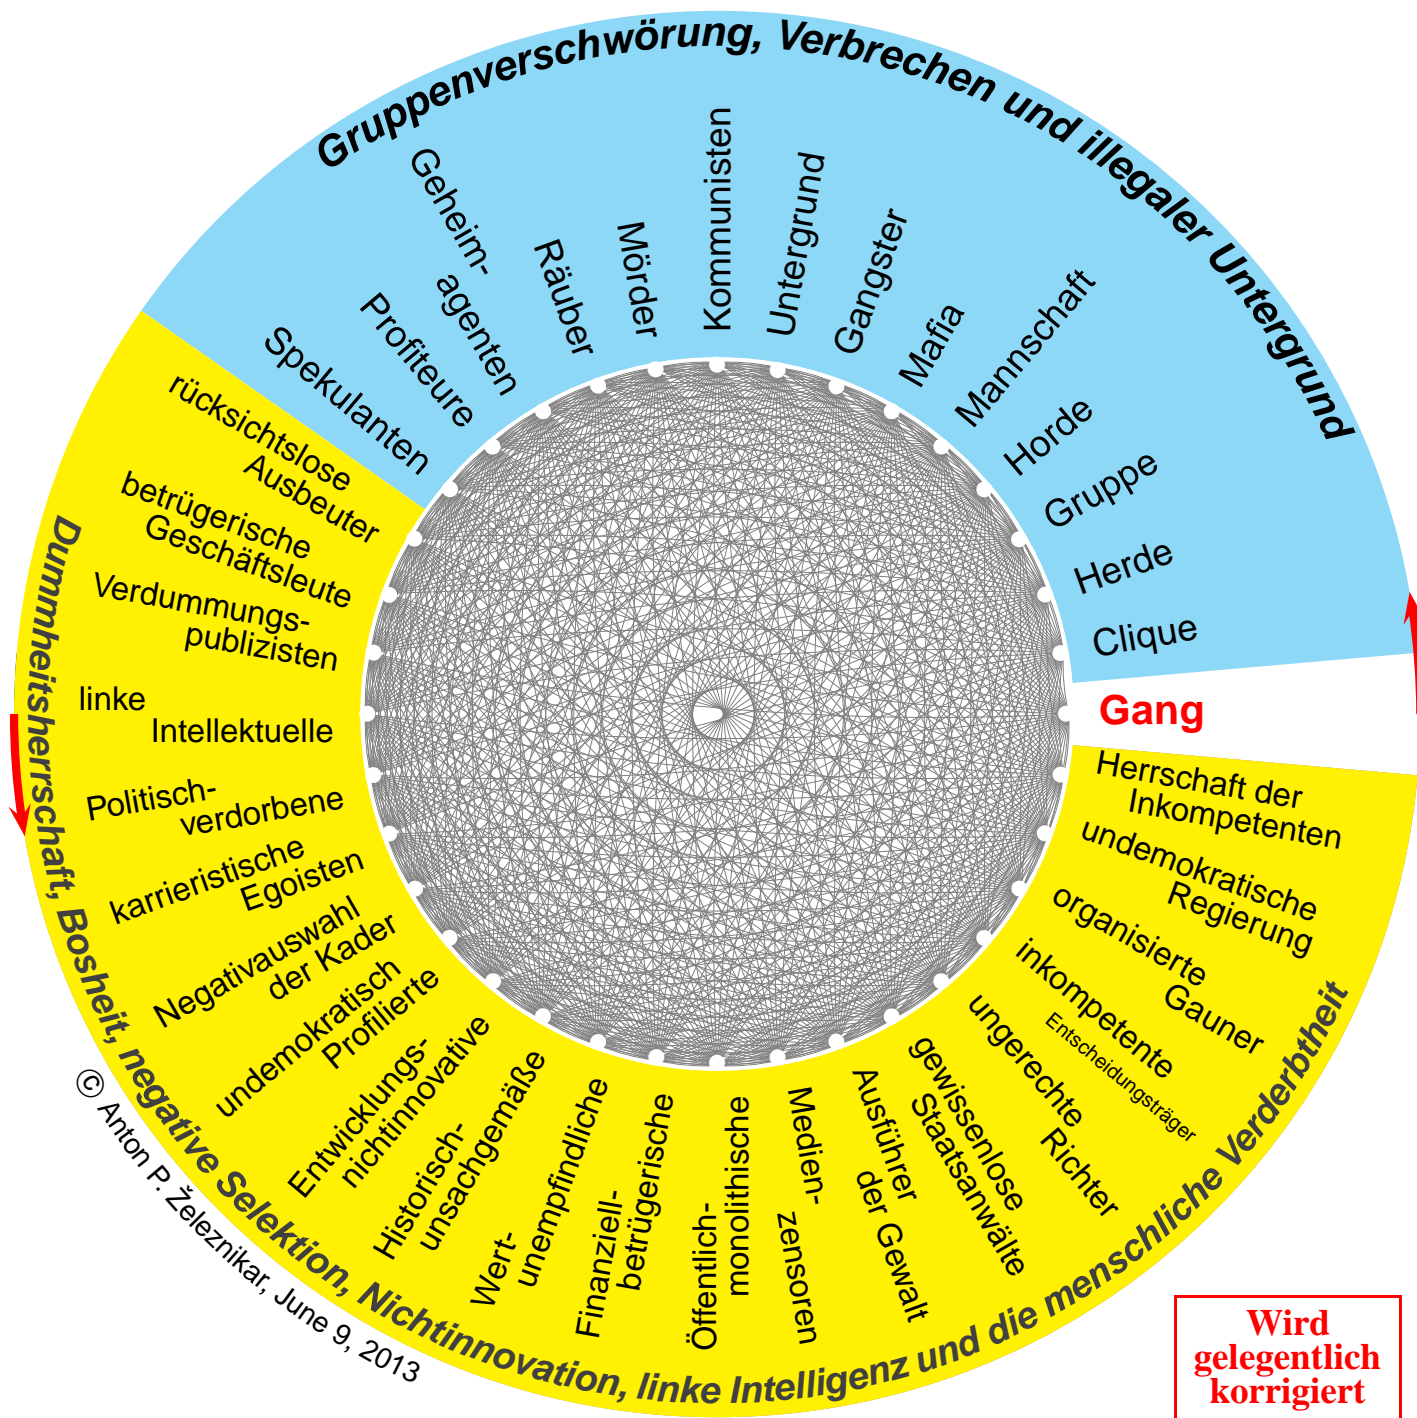 Gruppenverschwörung, Verbrechen und illegaler Untergrund
Gang
Clique
Herde
Gruppe
Horde
Mannschaft
Mafia
Gangster
Untergrund
Kommunisten
Mörder
Räuber
Geheim-
agenten
Profiteure
Spekulanten
rücksichtslose
Ausbeuter
betrügerische
Geschäftsleute
Verdummungs-
publizisten
linke
Intellektuelle
Politisch-
verdorbene
karrieristische
Egoisten
Negativauswahl
der Kader
undemokratisch
Profilierte
Entwicklungs-
nichtinnovative
Historisch-
unsachgemäße
Wert-
unempfindliche
Finanziell-
betrügerische
Öffentlich-
monolithische
Medien-
zensoren
Ausführer
der Gewalt
gewissenlose
Staatsanwälte
ungerechte
Richter
inkompetente
Entscheidungsträger
organisierte
Gauner
undemokratische
Regierung
Herrschaft der
Inkompetenten
Dummheitsherrschaft, Bosheit, negative Selektion, Nichtinnovation, linke Intelligenz und die menschliche Verderbtheit
© Anton P. Železnikar, June 9, 2013
Wird
gelegentlich
korrigiert